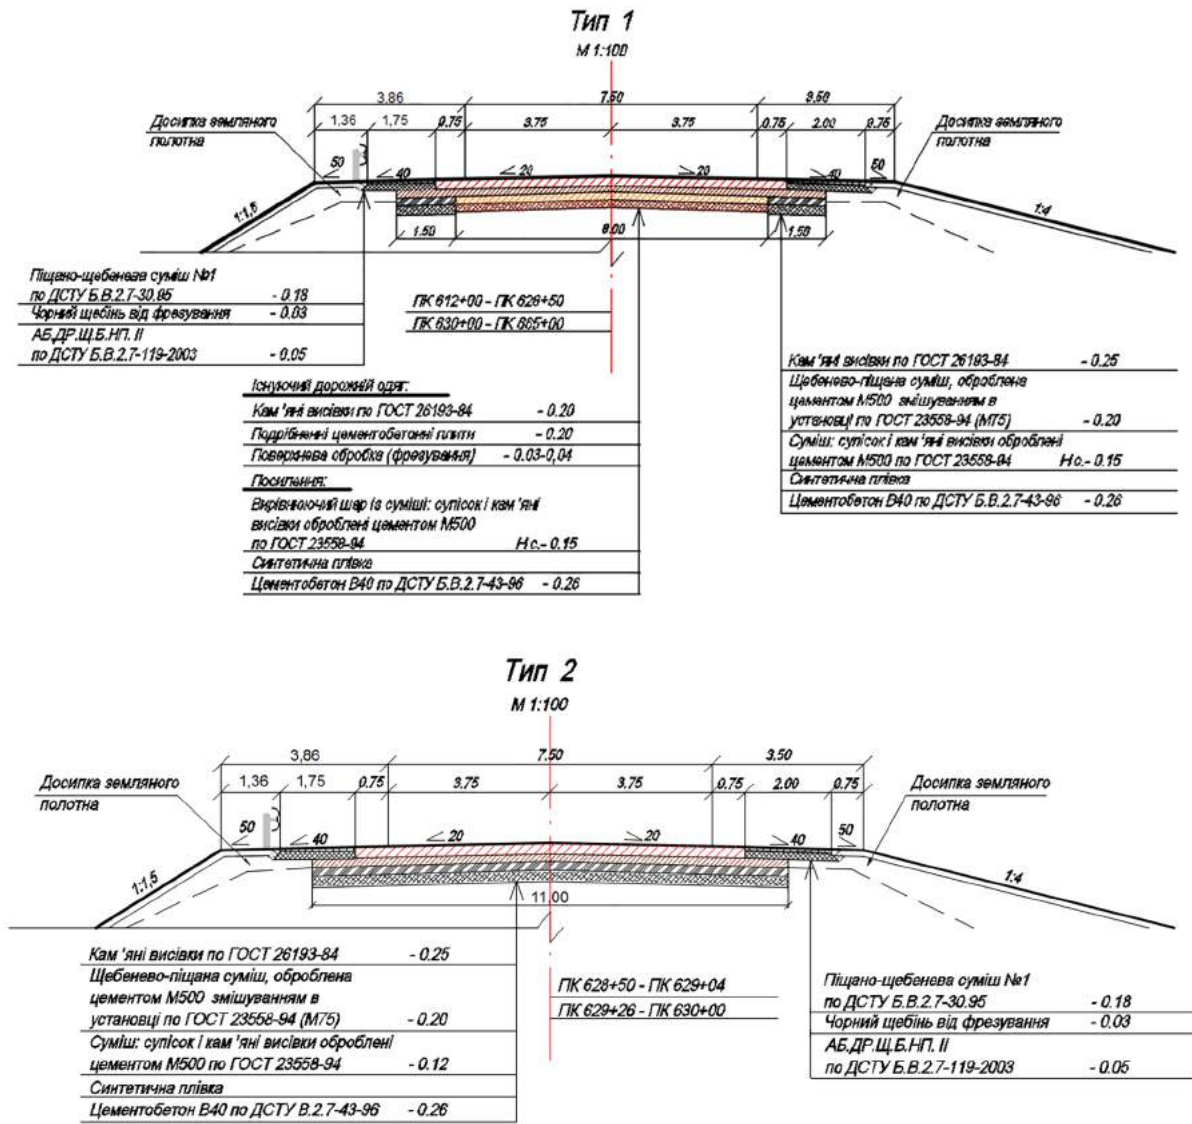 Тип 1
М 1:100
3,86
7.50
3.50
1,36
1,75
0.75
3.75
3.75
0.75
2.00
0.75
Досипка земляного
полотна
Досипка земляного
полотна
50
40
20
20
40
50
1:1,5
1:4
1.50
8.00
1.50
Піщано-щебенева суміш №1
по ДСТУ Б.В.2.7-30.95 - 0.18
Чорний щебінь від фрезування - 0.03
АБ.ДР.Щ.Б.НП. II
по ДСТУ Б.В.2.7-119-2003 - 0.05
ПК 612+00 - ПК 628+50
ПК 630+00 - ПК 665+00
Існуючий дорожній одяг:
Кам 'яні висівки по ГОСТ 26193-84 - 0.20
Подрібненні цементобетонні плити - 0.20
Поверхнева обробка (фрезування) - 0.03-0,04
Посилення:
Вирівнюючий шар із суміші: супісок і кам 'яні
висівки оброблені цементом М500
по ГОСТ 23558-94 Н с.- 0.15
Синтетична плівка
Цементобетон В40 по ДСТУ Б.В.2.7-43-96 - 0.26
Кам 'яні висівки по ГОСТ 26193-84 - 0.25
Щебенево-піщана суміш, оброблена
цементом М500 змішуванням в
установці по ГОСТ 23558-94 (М75) - 0.20
Суміш: супісок і кам 'яні висівки оброблені
цементом М500 по ГОСТ 23558-94 Н с.- 0.15
Синтетична плівка
Цементобетон В40 по ДСТУ Б.В.2.7-43-96 - 0.26
Тип 2
М 1:100
3,86
7.50
3.50
1,36
1,75
0.75
3.75
3.75
0.75
2.00
0.75
Досипка земляного
полотна
Досипка земляного
полотна
50
40
20
20
40
50
1:1,5
1:4
11,00
Кам 'яні висівки по ГОСТ 26193-84 - 0.25
Щебенево-піщана суміш, оброблена
цементом М500 змішуванням в
установці по ГОСТ 23558-94 (М75) - 0.20
Суміш: супісок і кам 'яні висівки оброблені
цементом М500 по ГОСТ 23558-94 - 0.12
Синтетична плівка
Цементобетон В40 по ДСТУ В.2.7-43-96 - 0.26
ПК 628+50 - ПК 629+04
ПК 629+26 - ПК 630+00
Піщано-щебенева суміш №1
по ДСТУ Б.В.2.7-30.95 - 0.18
Чорний щебінь від фрезування - 0.03
АБ.ДР.Щ.Б.НП. II
по ДСТУ Б.В.2.7-119-2003 - 0.05